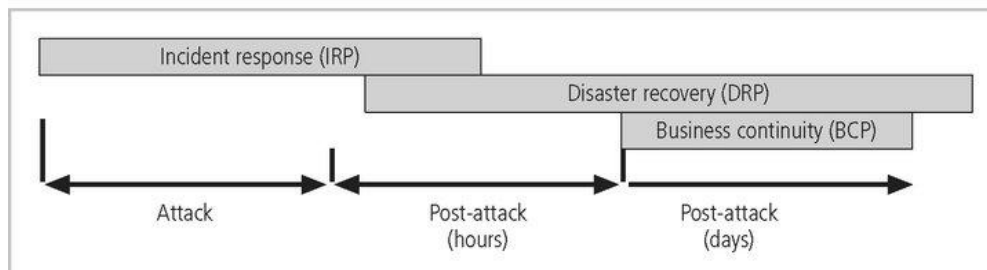 Incident response (IRP)
Disaster recovery (DRP)
Business continuity (BCP)
Attack
Post-attack
(hours)
Post-attack
(days)